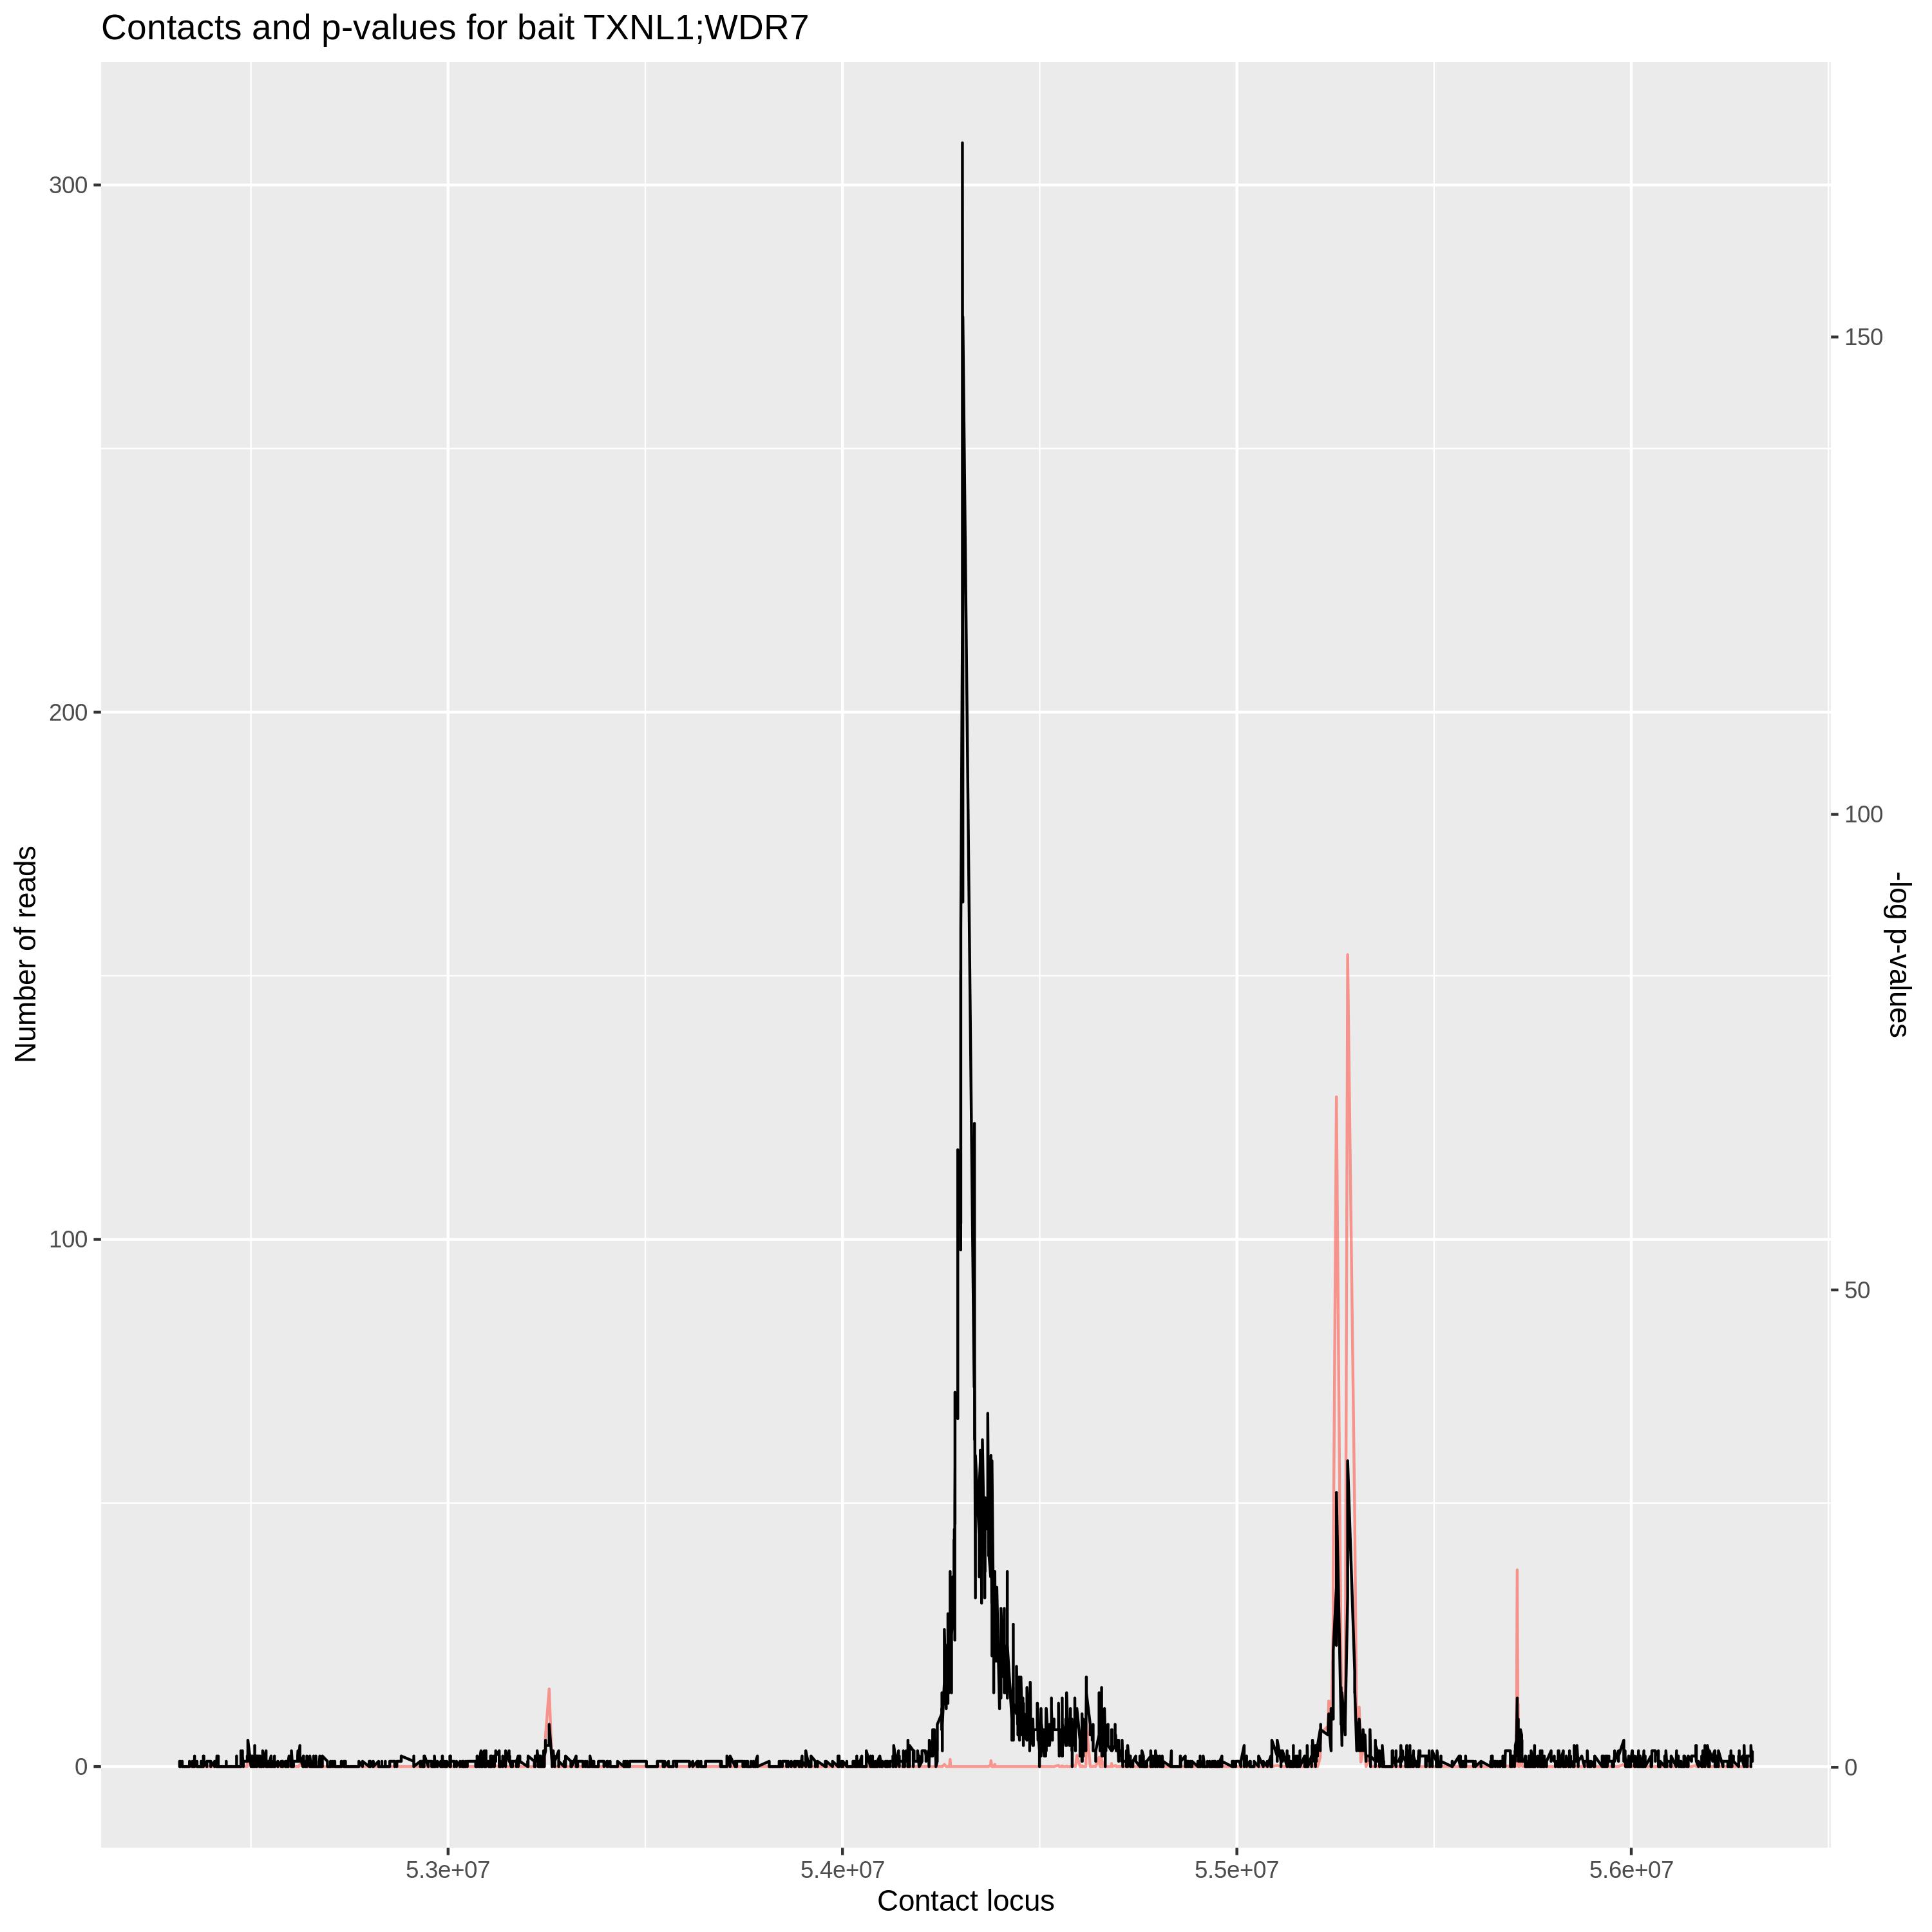 Contacts and p-values for bait TXNL1;WDR7
300
200
100
0
Number of reads
150
100
50
0
-log p-values
5.3e+07
5.4e+07
5.5e+07
5.6e+07
Contact locus